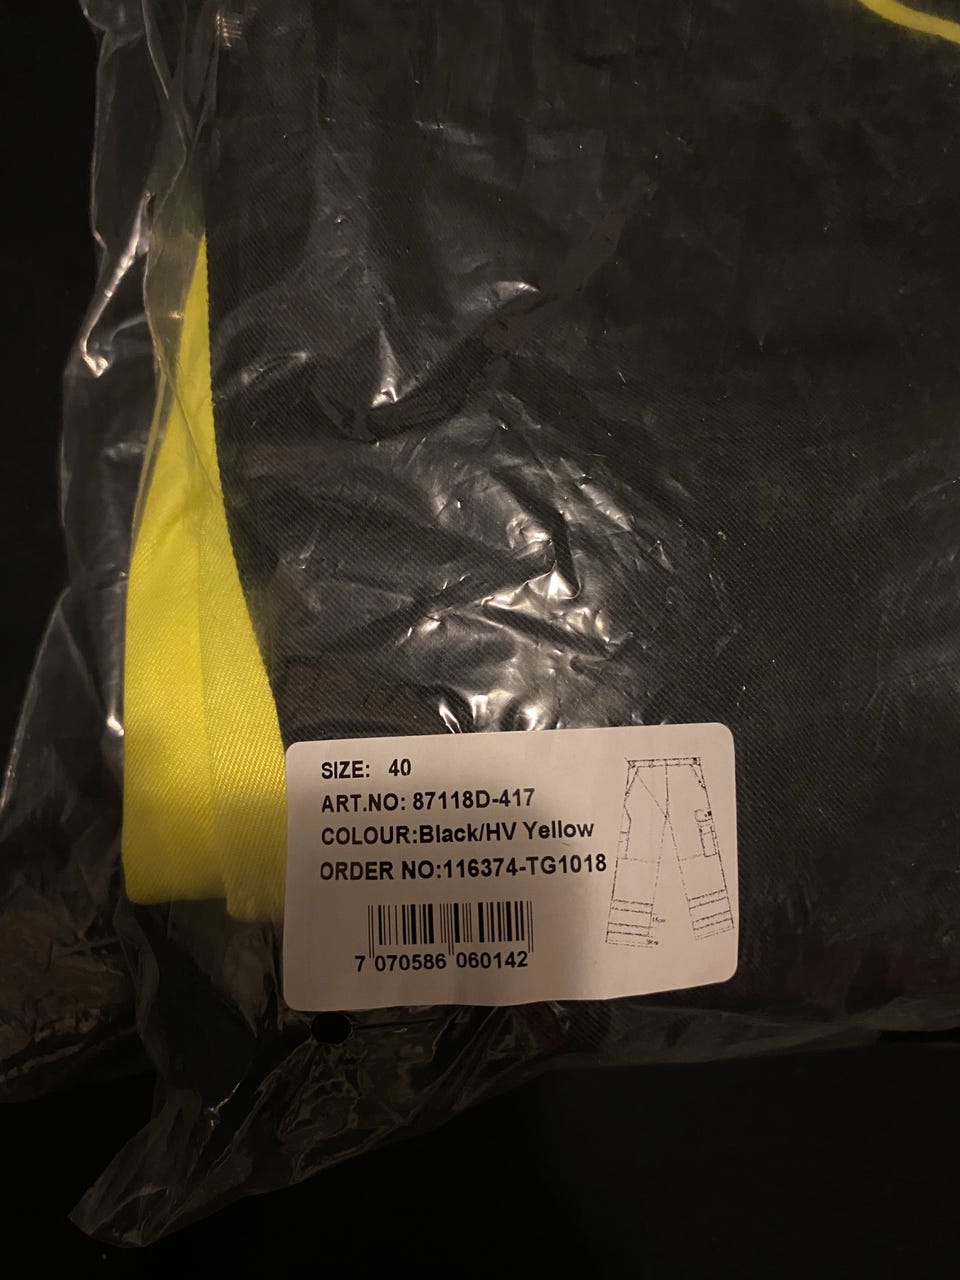 SIZE: 40
ART.NO: 87118D-417
COLOUR:Black/HV Yellow
ORDER NO:116374-TG1018
7 070586 060142